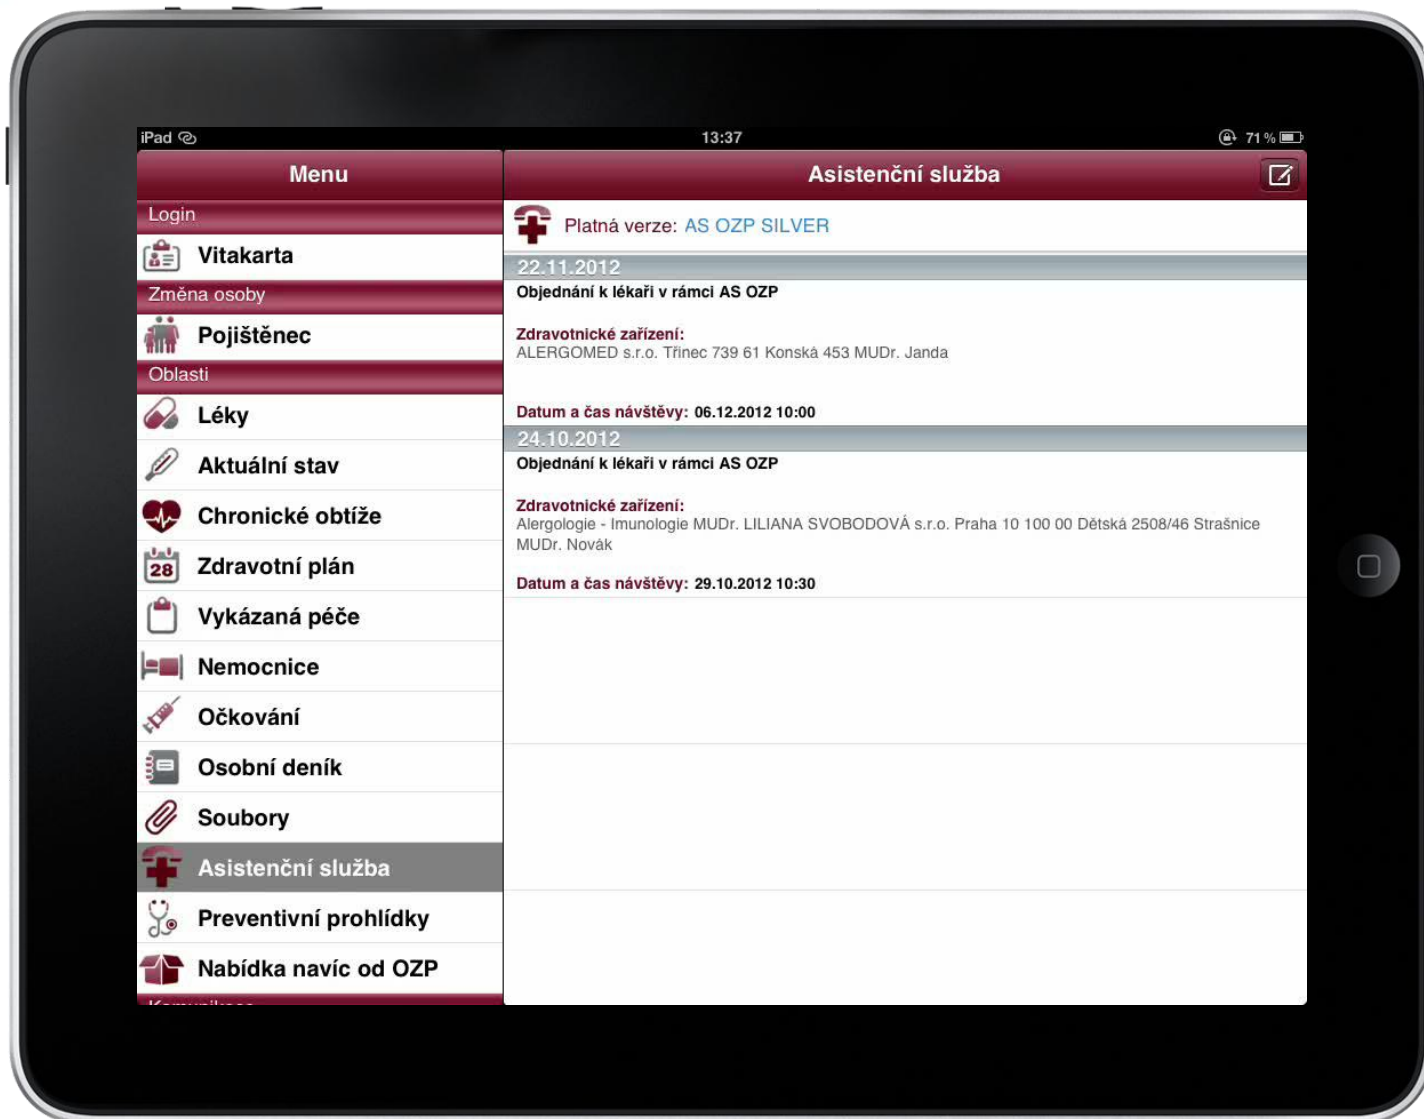 iPad 13:37 71 %
Menu
Asistenční služba
Login
Vitakarta
Změna osoby
Pojištěnec
Oblasti
Léky
Aktuální stav
Chronické obtíže
28
Zdravotní plán
Vykázaná péče
Nemocnice
Očkování
Osobní deník
Soubory
Asistenční služba
Preventivní prohlídky
Nabídka navíc od OZP
Platná verze: AS OZP SILVER
22.11.2012
Objednání k lékaři v rámci AS OZP
Zdravotnické zařízení:
ALERGOMED s.r.o. Třinec 739 61 Konská 453 MUDr. Janda
Datum a čas návštěvy: 06.12.2012 10:00
24.10.2012
Objednání k lékaři v rámci AS OZP
Zdravotnické zařízení:
Alergologie - Imunologie MUDr. LILIANA SVOBODOVÁ s.r.o. Praha 10 100 00 Dětská 2508/46 Strašnice
MUDr. Novák
Datum a čas návštěvy: 29.10.2012 10:30